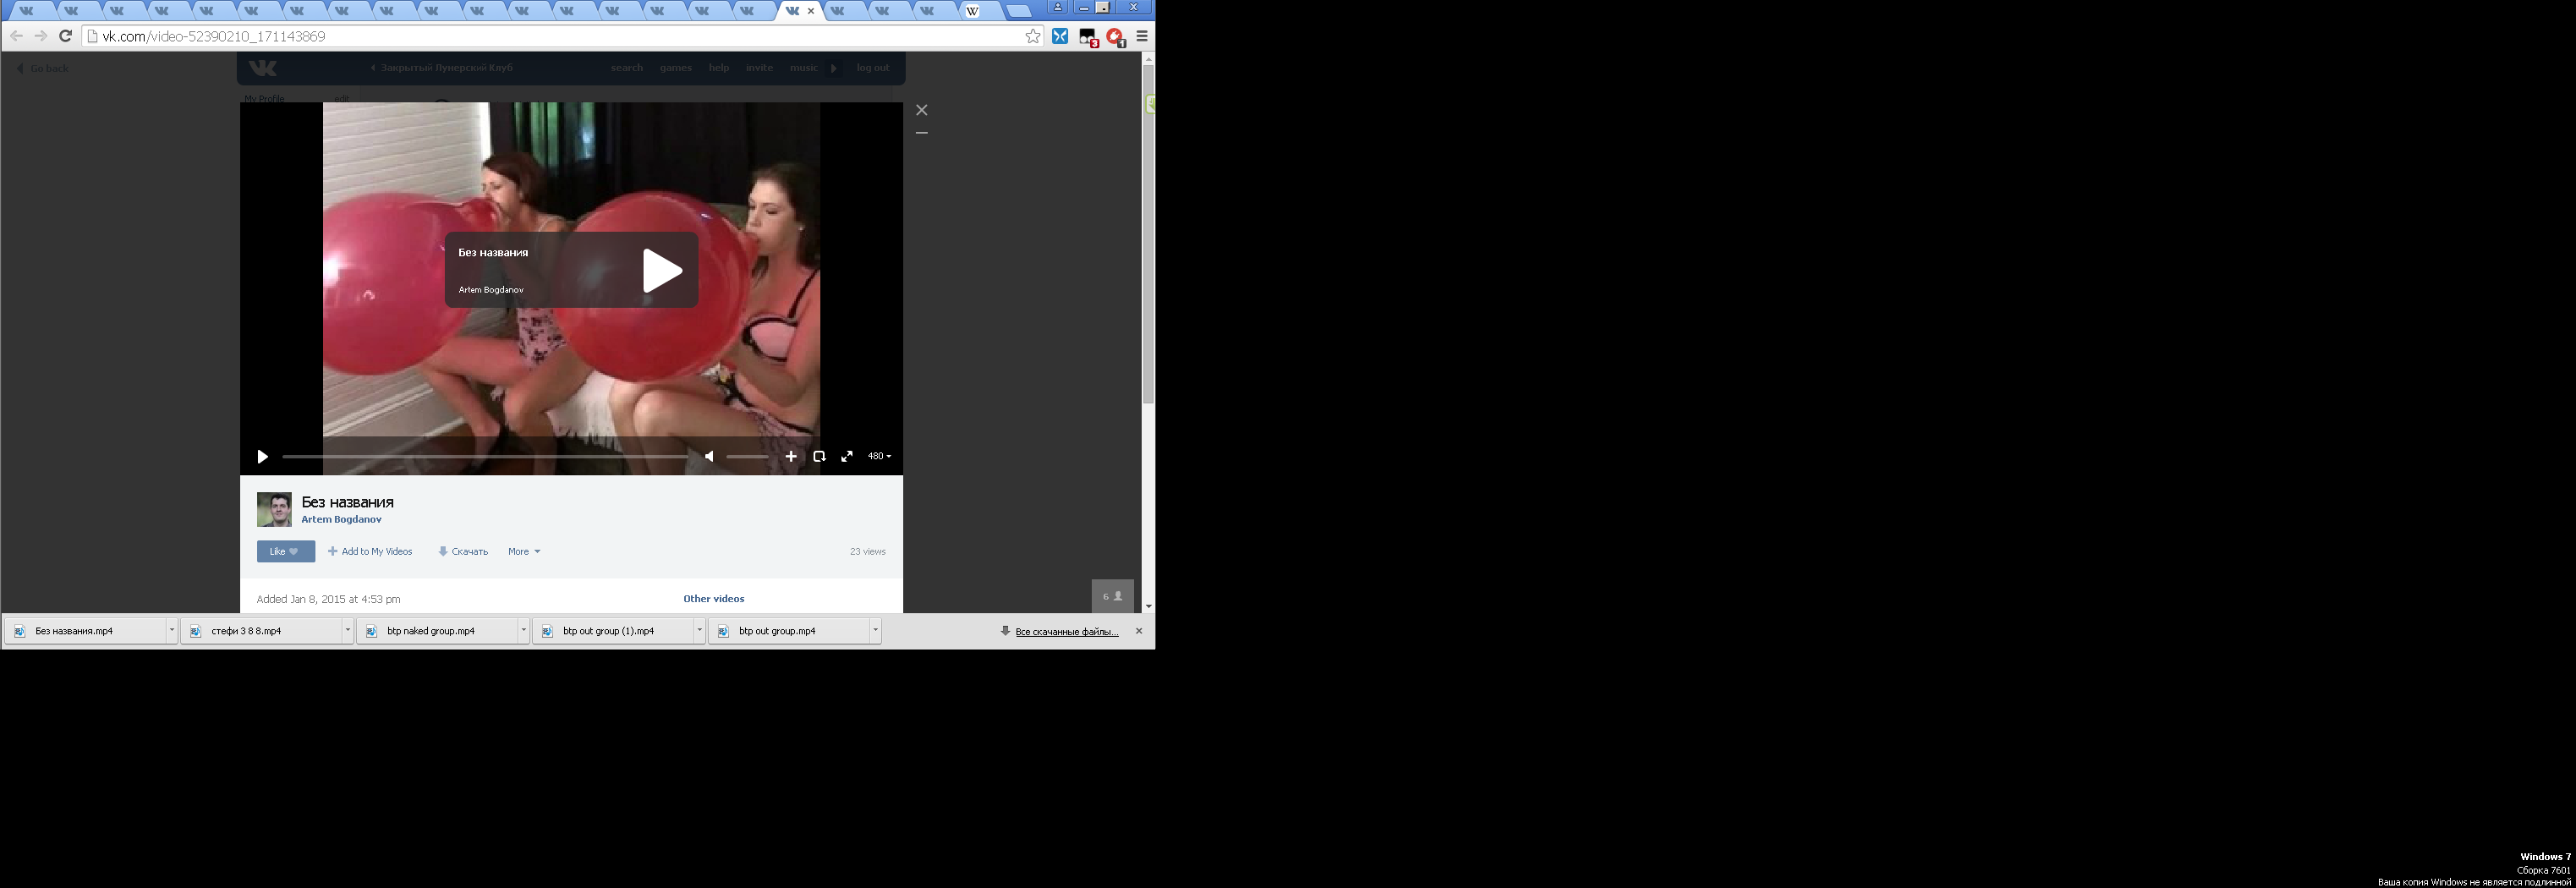 W
vk.com/video-52390210_171143869
3
1
Go back
Закрытый Лунерский Клуб
search
games
help
invite
music
log out
My Profile
edit
Без названия
Artem Bogdanov
480
Без названия
Artem Bogdanov
Like
Add to My Videos
Скачать
More
23 views
Added Jan 8, 2015 at 4:53 pm
Other videos
6
Без названия.mp4
стефи 3 8 8.mp4
btp naked group.mp4
btp out group (1).mp4
btp out group.mp4
Все скачанные файлы...
Windows 7
Сборка 7601
Ваша копия Windows не является подлинной